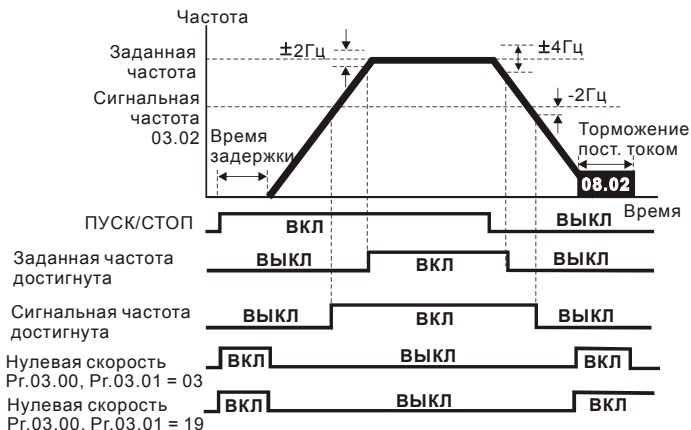 Частота
Заданная
частота
±2Гц
±4Гц
Сигнальная
частота
03.02
-2Гц
Время
задержки
Торможение
пост. током
08.02
Время
ПУСК/СТОП
ВКЛ
ВЫКЛ
Заданная частота
достигнута
ВЫКЛ
ВКЛ
ВЫКЛ
Сигнальная частота
достигнута
ВЫКЛ
ВКЛ
ВЫКЛ
Нулевая скорость
Pr.03.00, Pr.03.01 = 03
ВКЛ
ВЫКЛ
ВКЛ
Нулевая скорость
Pr.03.00, Pr.03.01 = 19
ВКЛ
ВЫКЛ
ВКЛ